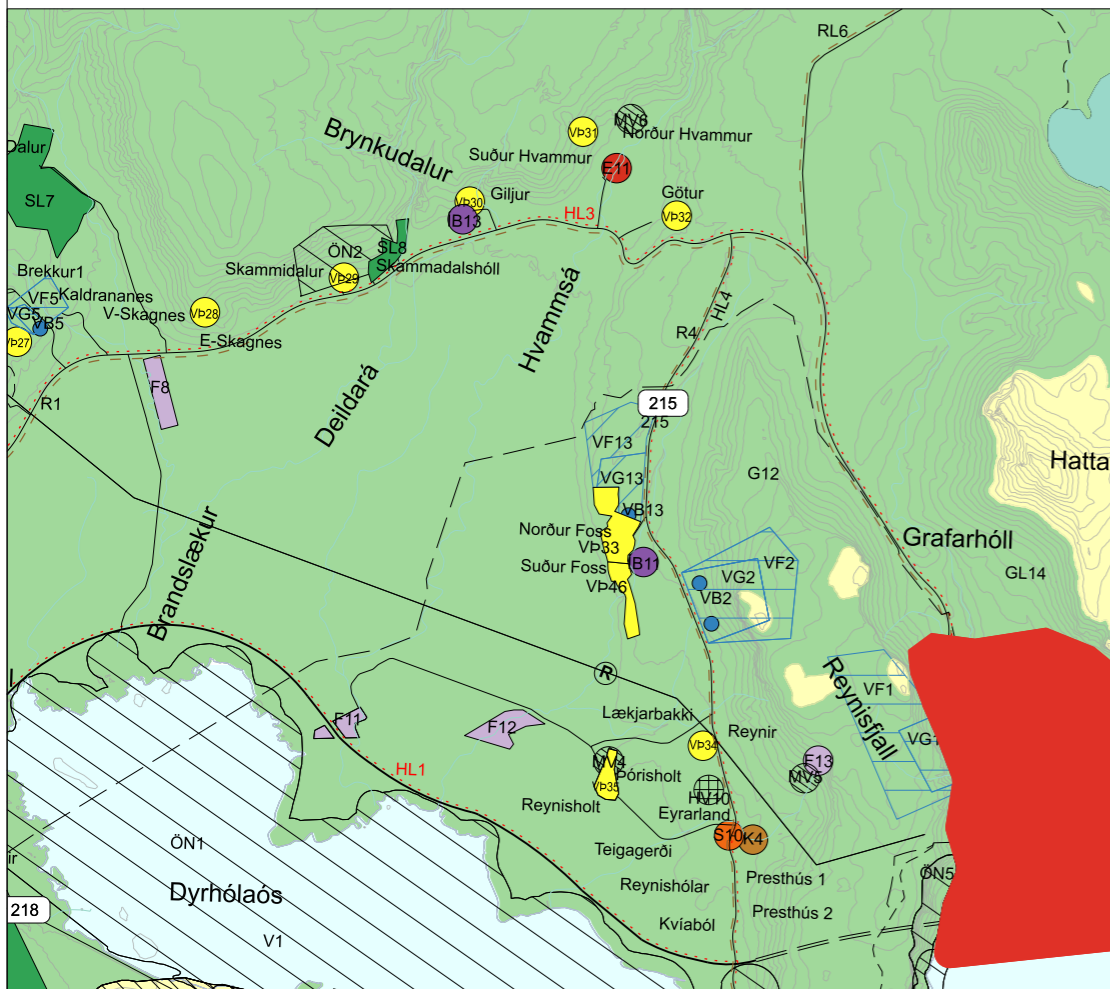 RL6
MV6
VÞ31
Norður Hvammur
Brynkudalur
Dalur
Suður Hvammur
E11
SL7
VÞ30
Giljur
Götur
IB13
HL3
VÞ32
ÖN2
SL8
Skammidalur
Skammadalshóll
VÞ29
Brekkur1
VF5
Kaldrananes
VG5
V-Skagnes
VÞ28
VB5
VÞ27
E-Skagnes
Hvammsá
HL4
R4
F8
R1
Deildará
215
215
VF13
Hatta
VG13
G12
VB13
Norður Foss
VÞ33
Grafarhóll
Suður Foss
IB11
VF2
VG2
GL14
VÞ46
VB2
Brandslækur
R
Reynisfjall
VF1
Lækjarbakki
F11
F12
Reynir
VÞ34
VG1
MV4
F13
HL1
Þórisholt
MV5
VÞ35
HV10
Reynisholt
Eyrarland
S10
K4
ÖN1
Teigagerði
ÖN5
Presthús 1
Reynishólar
Dyrhólaós
218
Presthús 2
Kvíaból
V1